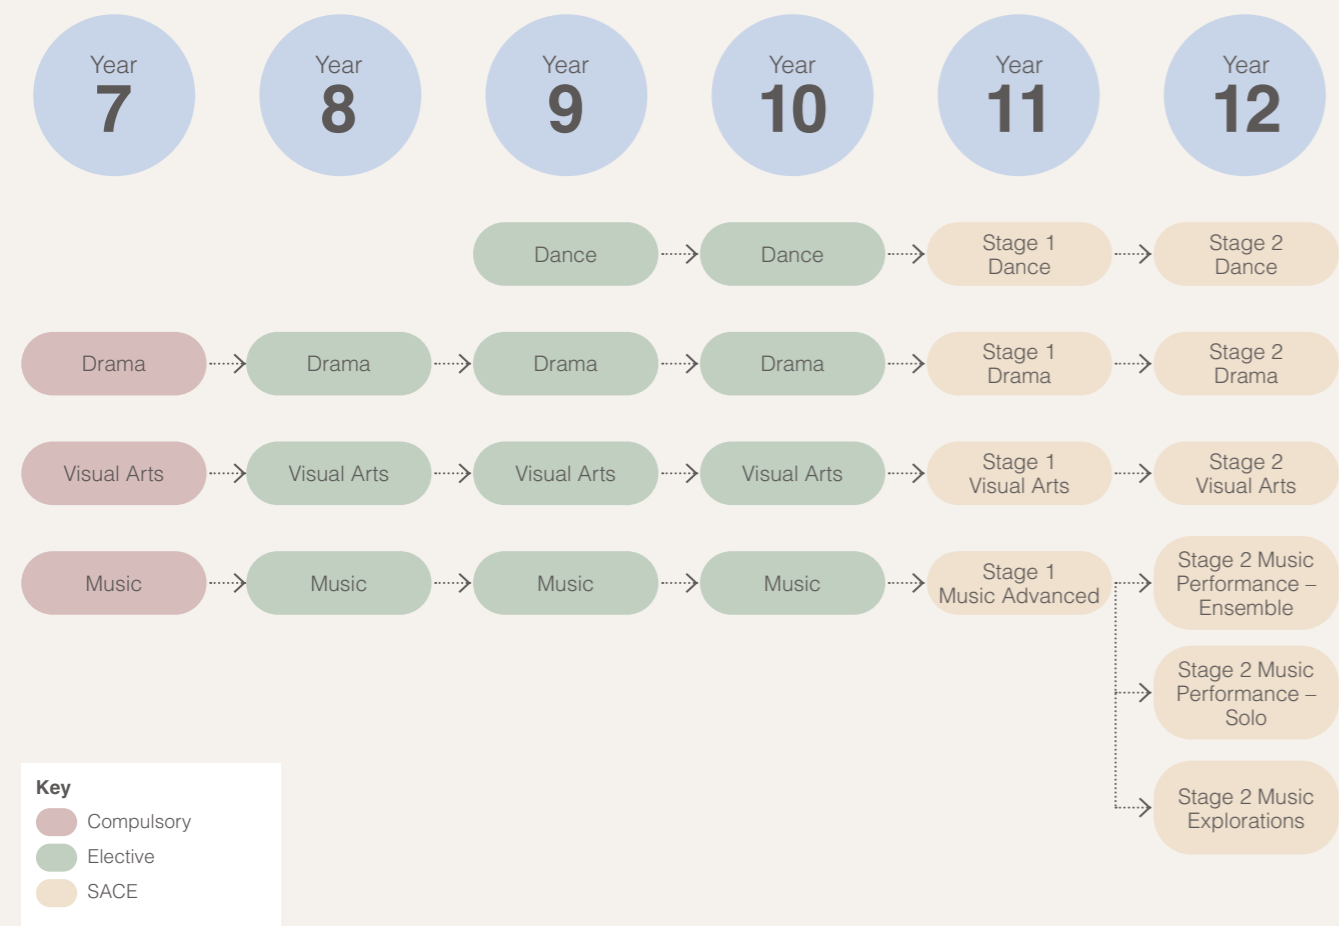 Year
7
Year
8
Year
9
Year
10
Year
11
Year
12
Dance
Dance
Stage 1
Dance
Stage 2
Dance
Drama
Drama
Drama
Drama
Stage 1
Drama
Stage 2
Drama
Visual Arts
Visual Arts
Visual Arts
Visual Arts
Stage 1
Visual Arts
Stage 2
Visual Arts
Music
Music
Music
Music
Stage 1
Music Advanced
Stage 2 Music
Performance –
Ensemble
Stage 2 Music
Performance –
Solo
Stage 2 Music
Explorations
Key
Compulsory
Elective
SACE